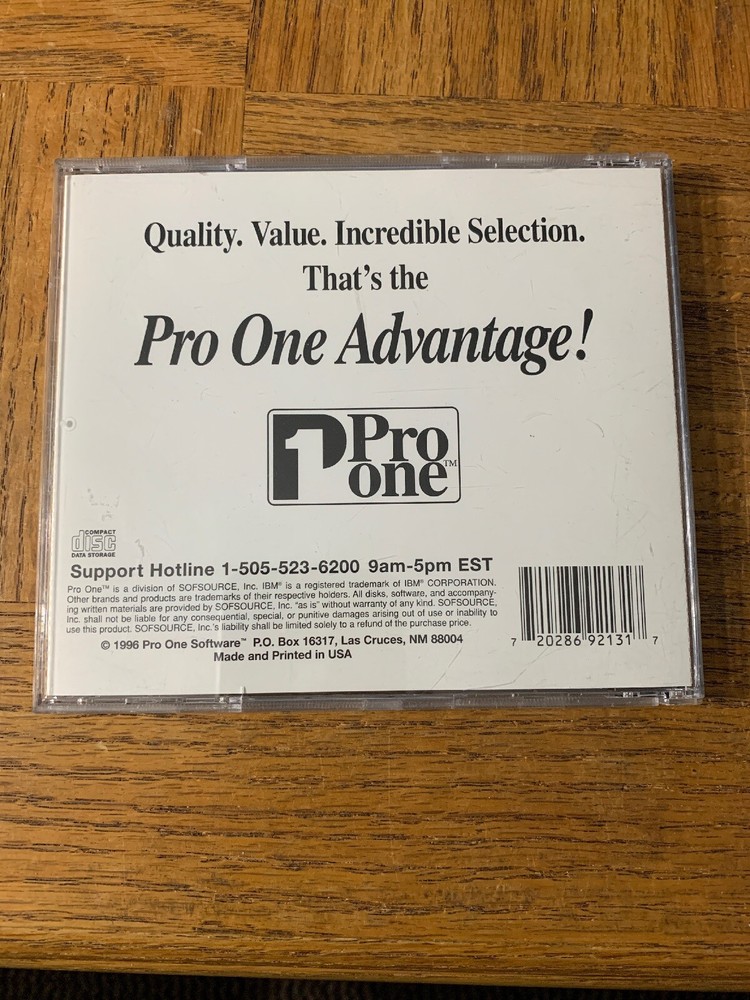 Quality. Value. Incredible Selection.
That's the
Pro One Advantage!
1 Pro
one™
COMPACT
disc
DATA STORAGE
Support Hotline 1-505-523-6200 9am-5pm EST
Pro One™ is a division of SOFSOURCE, Inc. IBM® is a registered trademark of IBM® CORPORATION.
Other brands and products are trademarks of their respective holders. All disks, software, and accompany-
ing written materials are provided by SOFSOURCE, Inc. "as is" without warranty of any kind. SOFSOURCE,
Inc. shall not be liable for any consequential, special, or punitive damages arising out of use or inability to
use this product. SOFSOURCE, Inc.'s liability shall be limited solely to a refund of the purchase price.
© 1996 Pro One Software™ P.O. Box 16317, Las Cruces, NM 88004
Made and Printed in USA
7 20286 92131 7